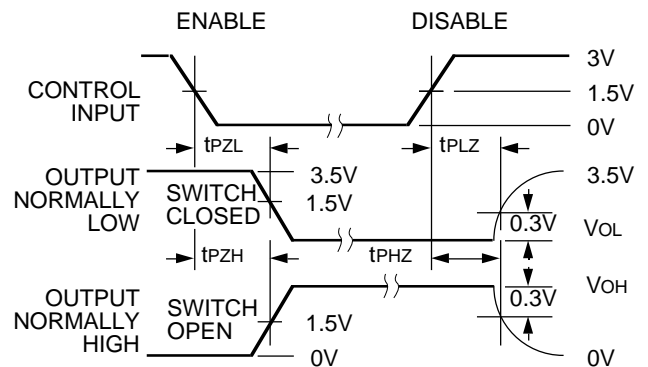 ENABLE DISABLE
3V
CONTROL INPUT 1.5V
0V
tPZL tPLZ
OUTPUT NORMALLY LOW
SWITCH CLOSED
3.5V 3.5V
1.5V
0.3V VOL
tPZH tPHZ
OUTPUT NORMALLY HIGH
SWITCH OPEN
0.3V VOH
1.5V
0V 0V